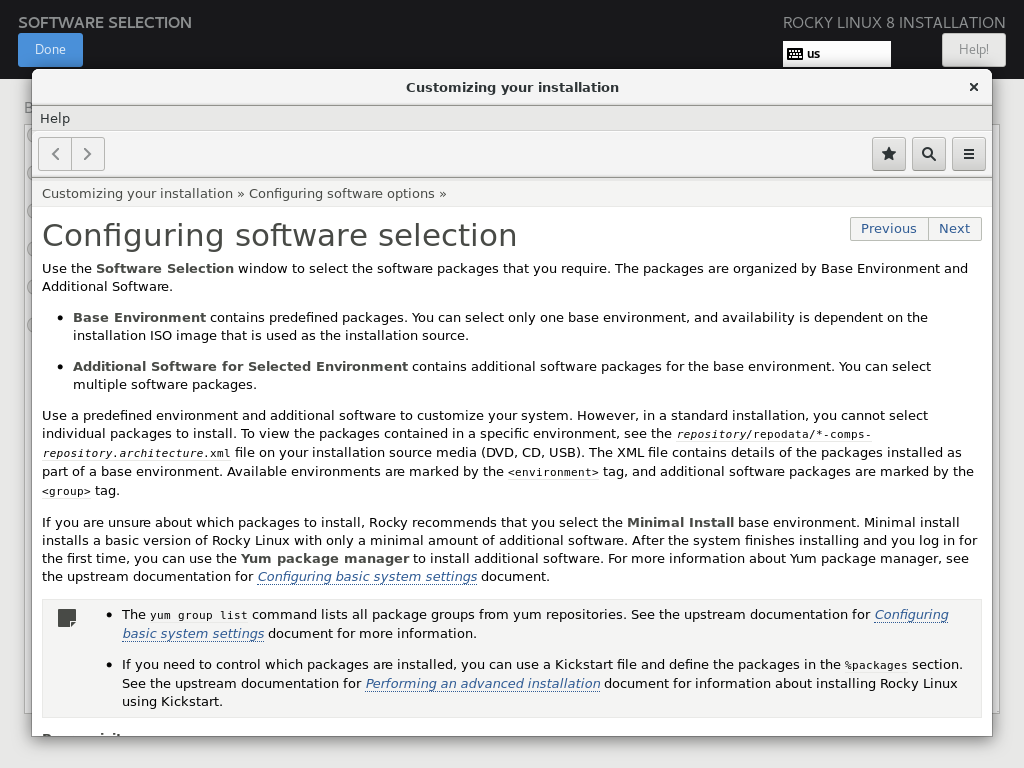 SOFTWARE SELECTION
ROCKY LINUX 8 INSTALLATION
Done
us
Help!
Customizing your installation
Help
Customizing your installation » Configuring software options »
Configuring software selection
Previous
Next
Use the Software Selection window to select the software packages that you require. The packages are organized by Base Environment and
Additional Software.
• Base Environment contains predefined packages. You can select only one base environment, and availability is dependent on the
installation ISO image that is used as the installation source.
• Additional Software for Selected Environment contains additional software packages for the base environment. You can select
multiple software packages.
Use a predefined environment and additional software to customize your system. However, in a standard installation, you cannot select
individual packages to install. To view the packages contained in a specific environment, see the repository/repodata/*-comps-
repository.architecture.xml file on your installation source media (DVD, CD, USB). The XML file contains details of the packages installed as
part of a base environment. Available environments are marked by the <environment> tag, and additional software packages are marked by the
<group> tag.
If you are unsure about which packages to install, Rocky recommends that you select the Minimal Install base environment. Minimal install
installs a basic version of Rocky Linux with only a minimal amount of additional software. After the system finishes installing and you log in for
the first time, you can use the Yum package manager to install additional software. For more information about Yum package manager, see
the upstream documentation for Configuring basic system settings document.
• The yum group list command lists all package groups from yum repositories. See the upstream documentation for Configuring
basic system settings document for more information.
• If you need to control which packages are installed, you can use a Kickstart file and define the packages in the %packages section.
See the upstream documentation for Performing an advanced installation document for information about installing Rocky Linux
using Kickstart.